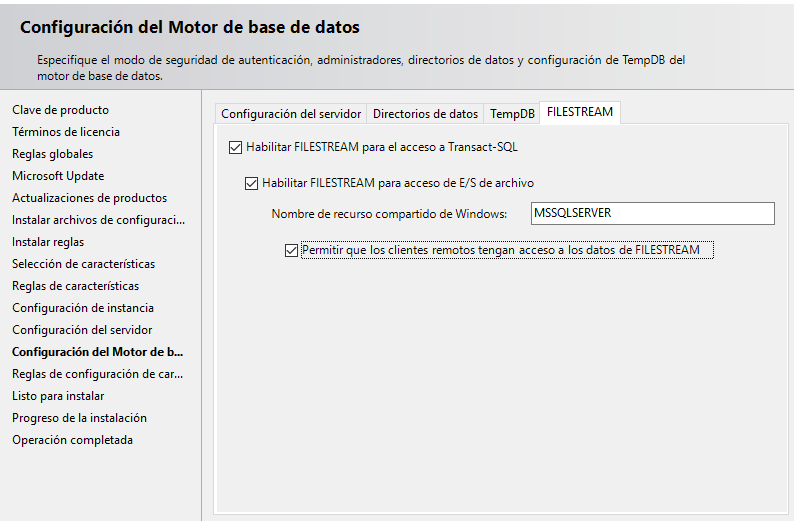 Configuración del Motor de base de datos
Especifique el modo de seguridad de autenticación, administradores, directorios de datos y configuración de TempDB del
motor de base de datos.
Clave de producto
Términos de licencia
Reglas globales
Microsoft Update
Actualizaciones de productos
Instalar archivos de configuraci...
Instalar reglas
Selección de características
Reglas de características
Configuración de instancia
Configuración del servidor
Configuración del Motor de b...
Reglas de configuración de car...
Listo para instalar
Progreso de la instalación
Operación completada
Configuración del servidor Directorios de datos TempDB FILESTREAM
Habilitar FILESTREAM para el acceso a Transact-SQL
Habilitar FILESTREAM para acceso de E/S de archivo
Nombre de recurso compartido de Windows: MSSQLSERVER
Permitir que los clientes remotos tengan acceso a los datos de FILESTREAM